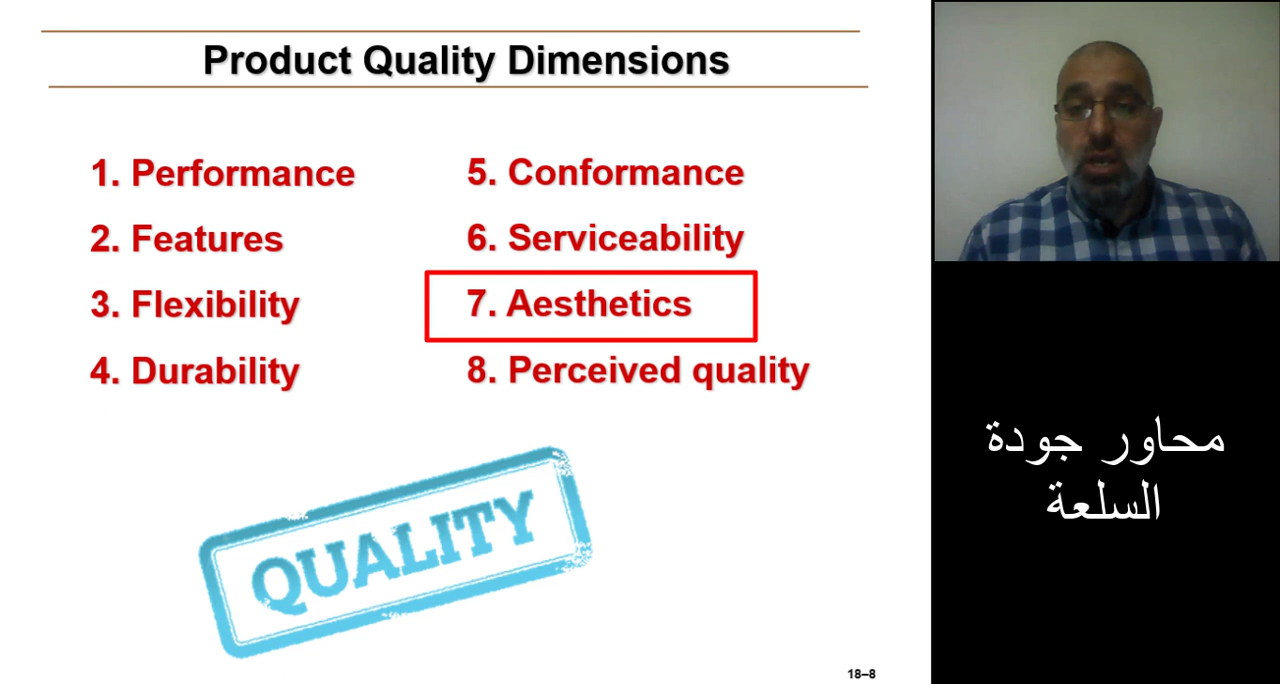 Product Quality Dimensions
1. Performance
2. Features
3. Flexibility
4. Durability
5. Conformance
6. Serviceability
7. Aesthetics
8. Perceived quality
QUALITY
18–8
محاور جودة
السلعة